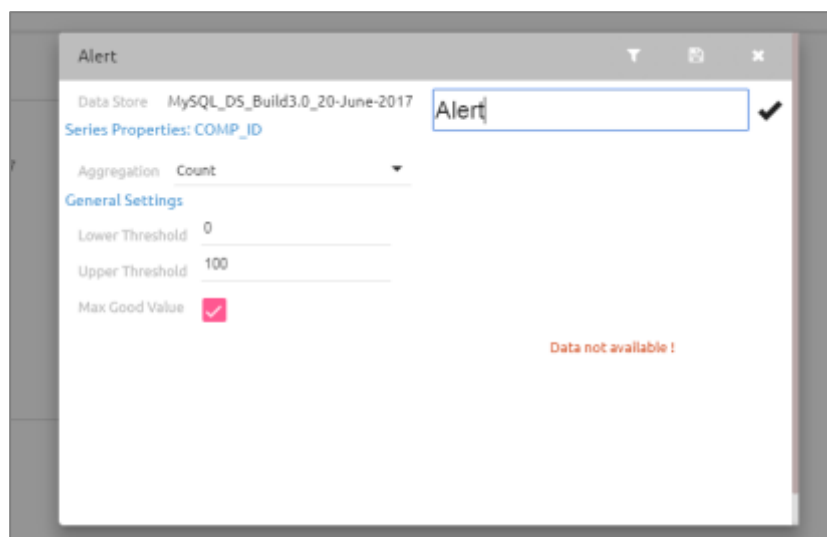 Alert
Data Store MySQL_DS_Build3.0_20-June-2017
Alert
Series Properties: COMP_ID
Aggregation Count
General Settings
Lower Threshold 0
Upper Threshold 100
Max Good Value
Data not available !